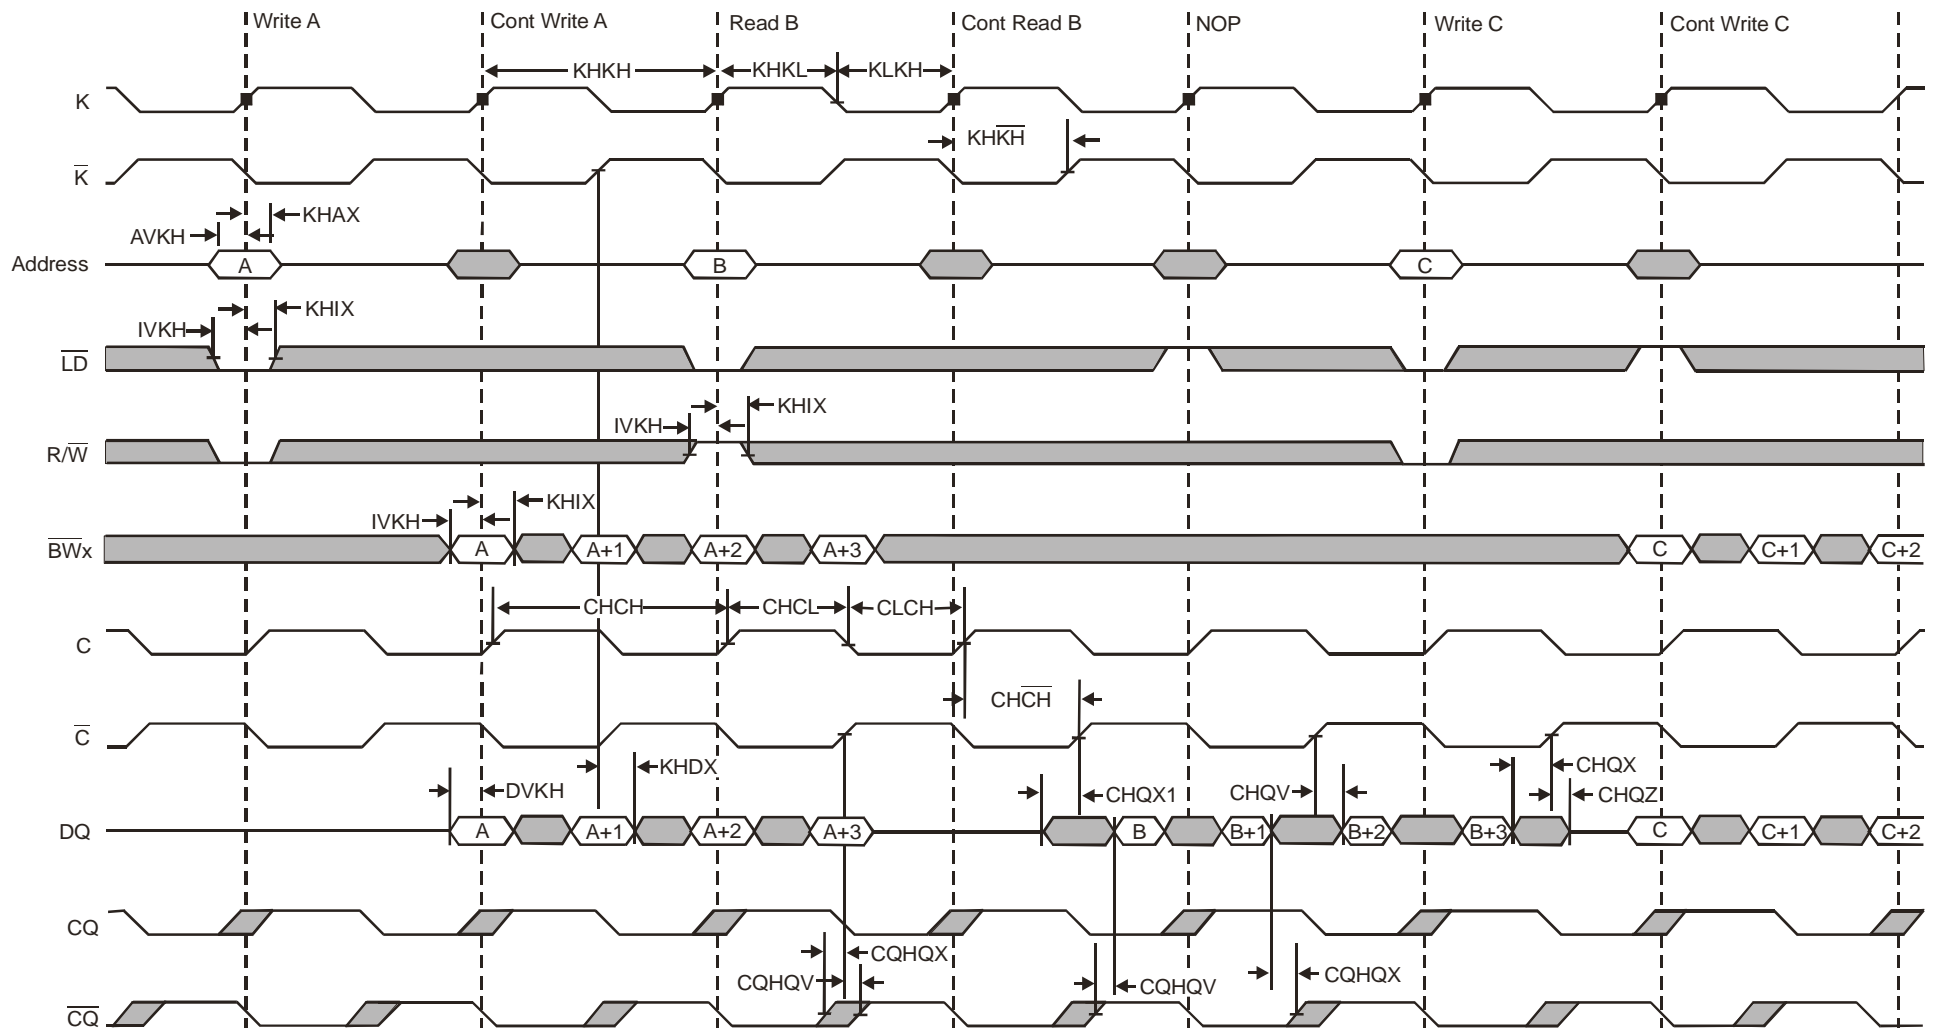 Write A Cont Write A Read B Cont Read B NOP Write C Cont Write C
KHKH KHKL KLKH
K
KHK̅H̅
K̅
KHAX
AVKH
Address A B C
KHIX
IVKH
L̅D̅
KHIX
IVKH
R/W̅
KHIX
IVKH
B̅W̅x A A+1 A+2 A+3 C C+1 C+2
CHCH CHCL CLCH
C
CHC̅H̅
C̅
KHDX CHQX
DVKH CHQX1 CHQV CHQZ
DQ A A+1 A+2 A+3 B B+1 B+2 B+3 C C+1 C+2
CQ
CQHQX
CQHQV CQHQV CQHQX
C̅Q̅